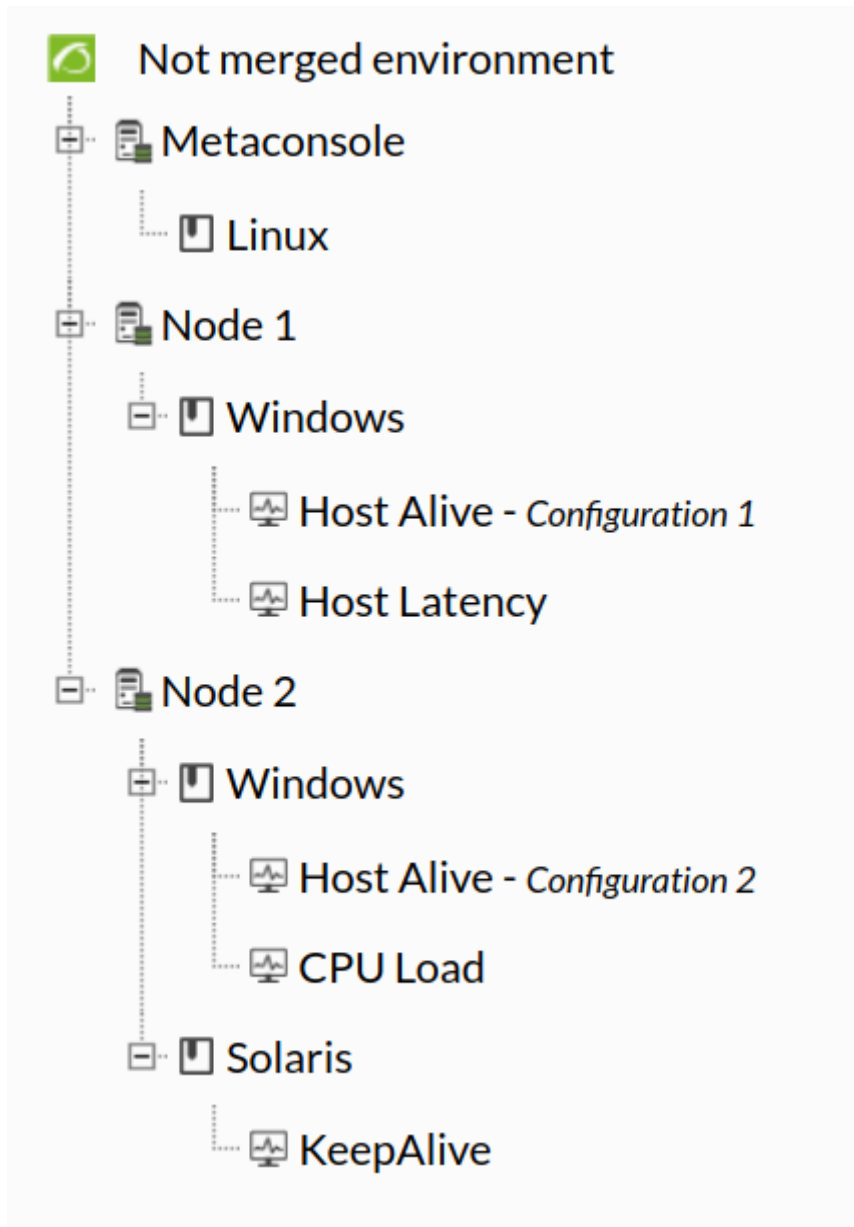 Not merged environment
Metaconsole
Linux
Node 1
Windows
Host Alive - Configuration 1
Host Latency
Node 2
Windows
Host Alive - Configuration 2
CPU Load
Solaris
KeepAlive